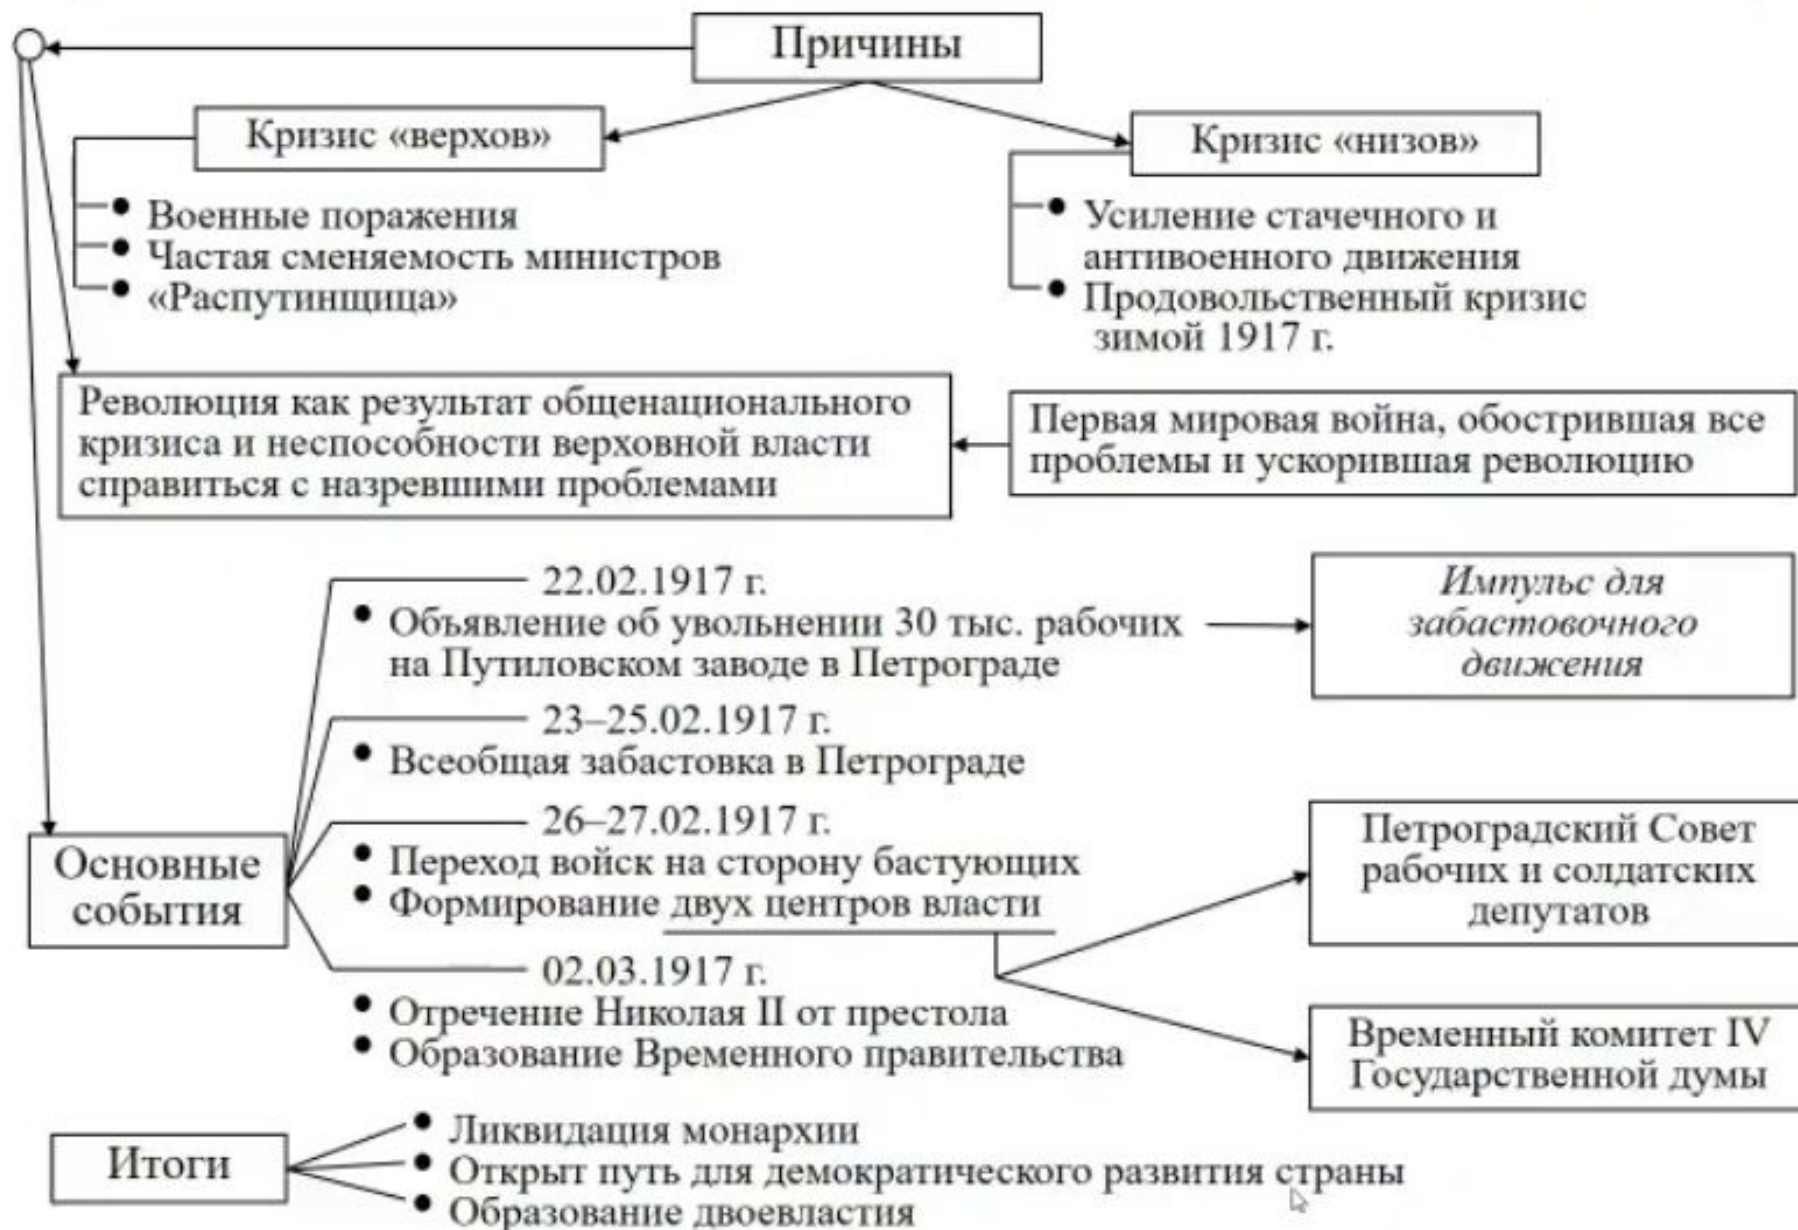 Причины
Кризис «верхов»
Военные поражения
Частая сменяемость министров
«Распутинщица»
Кризис «низов»
Усиление стачечного и
антивоенного движения
Продовольственный кризис
зимой 1917 г.
Революция как результат общенационального
кризиса и неспособности верховной власти
справиться с назревшими проблемами
Первая мировая война, обострившая все
проблемы и ускорившая революцию
Основные
события
22.02.1917 г.
Объявление об увольнении 30 тыс. рабочих
на Путиловском заводе в Петрограде
Импульс для
забастовочного
движения
23–25.02.1917 г.
Всеобщая забастовка в Петрограде
26–27.02.1917 г.
Переход войск на сторону бастующих
Формирование двух центров власти
Петроградский Совет
рабочих и солдатских
депутатов
Временный комитет IV
Государственной думы
02.03.1917 г.
Отречение Николая II от престола
Образование Временного правительства
Итоги
Ликвидация монархии
Открыт путь для демократического развития страны
Образование двоевластия